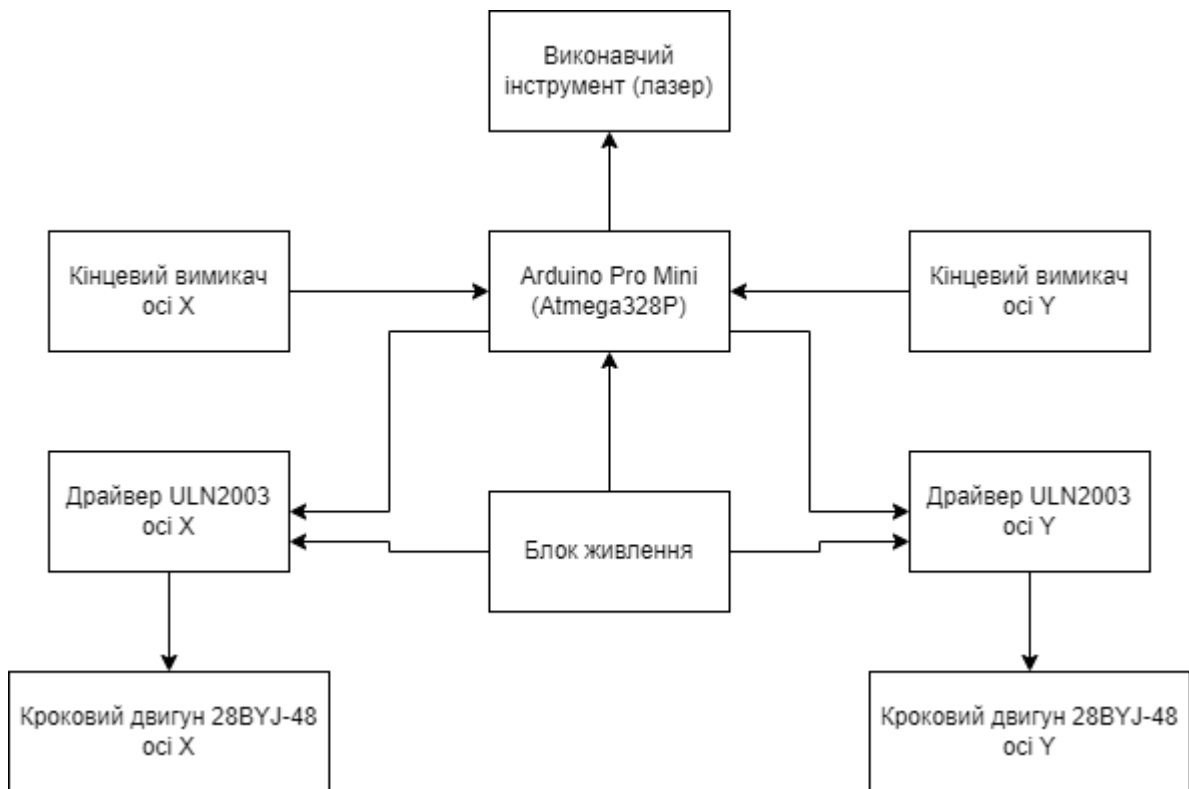 Виконавчий
інструмент (лазер)
Кінцевий вимикач
осі X
Arduino Pro Mini
(Atmega328P)
Кінцевий вимикач
осі Y
Драйвер ULN2003
осі X
Блок живлення
Драйвер ULN2003
осі Y
Кроковий двигун 28BYJ-48
осі X
Кроковий двигун 28BYJ-48
осі Y